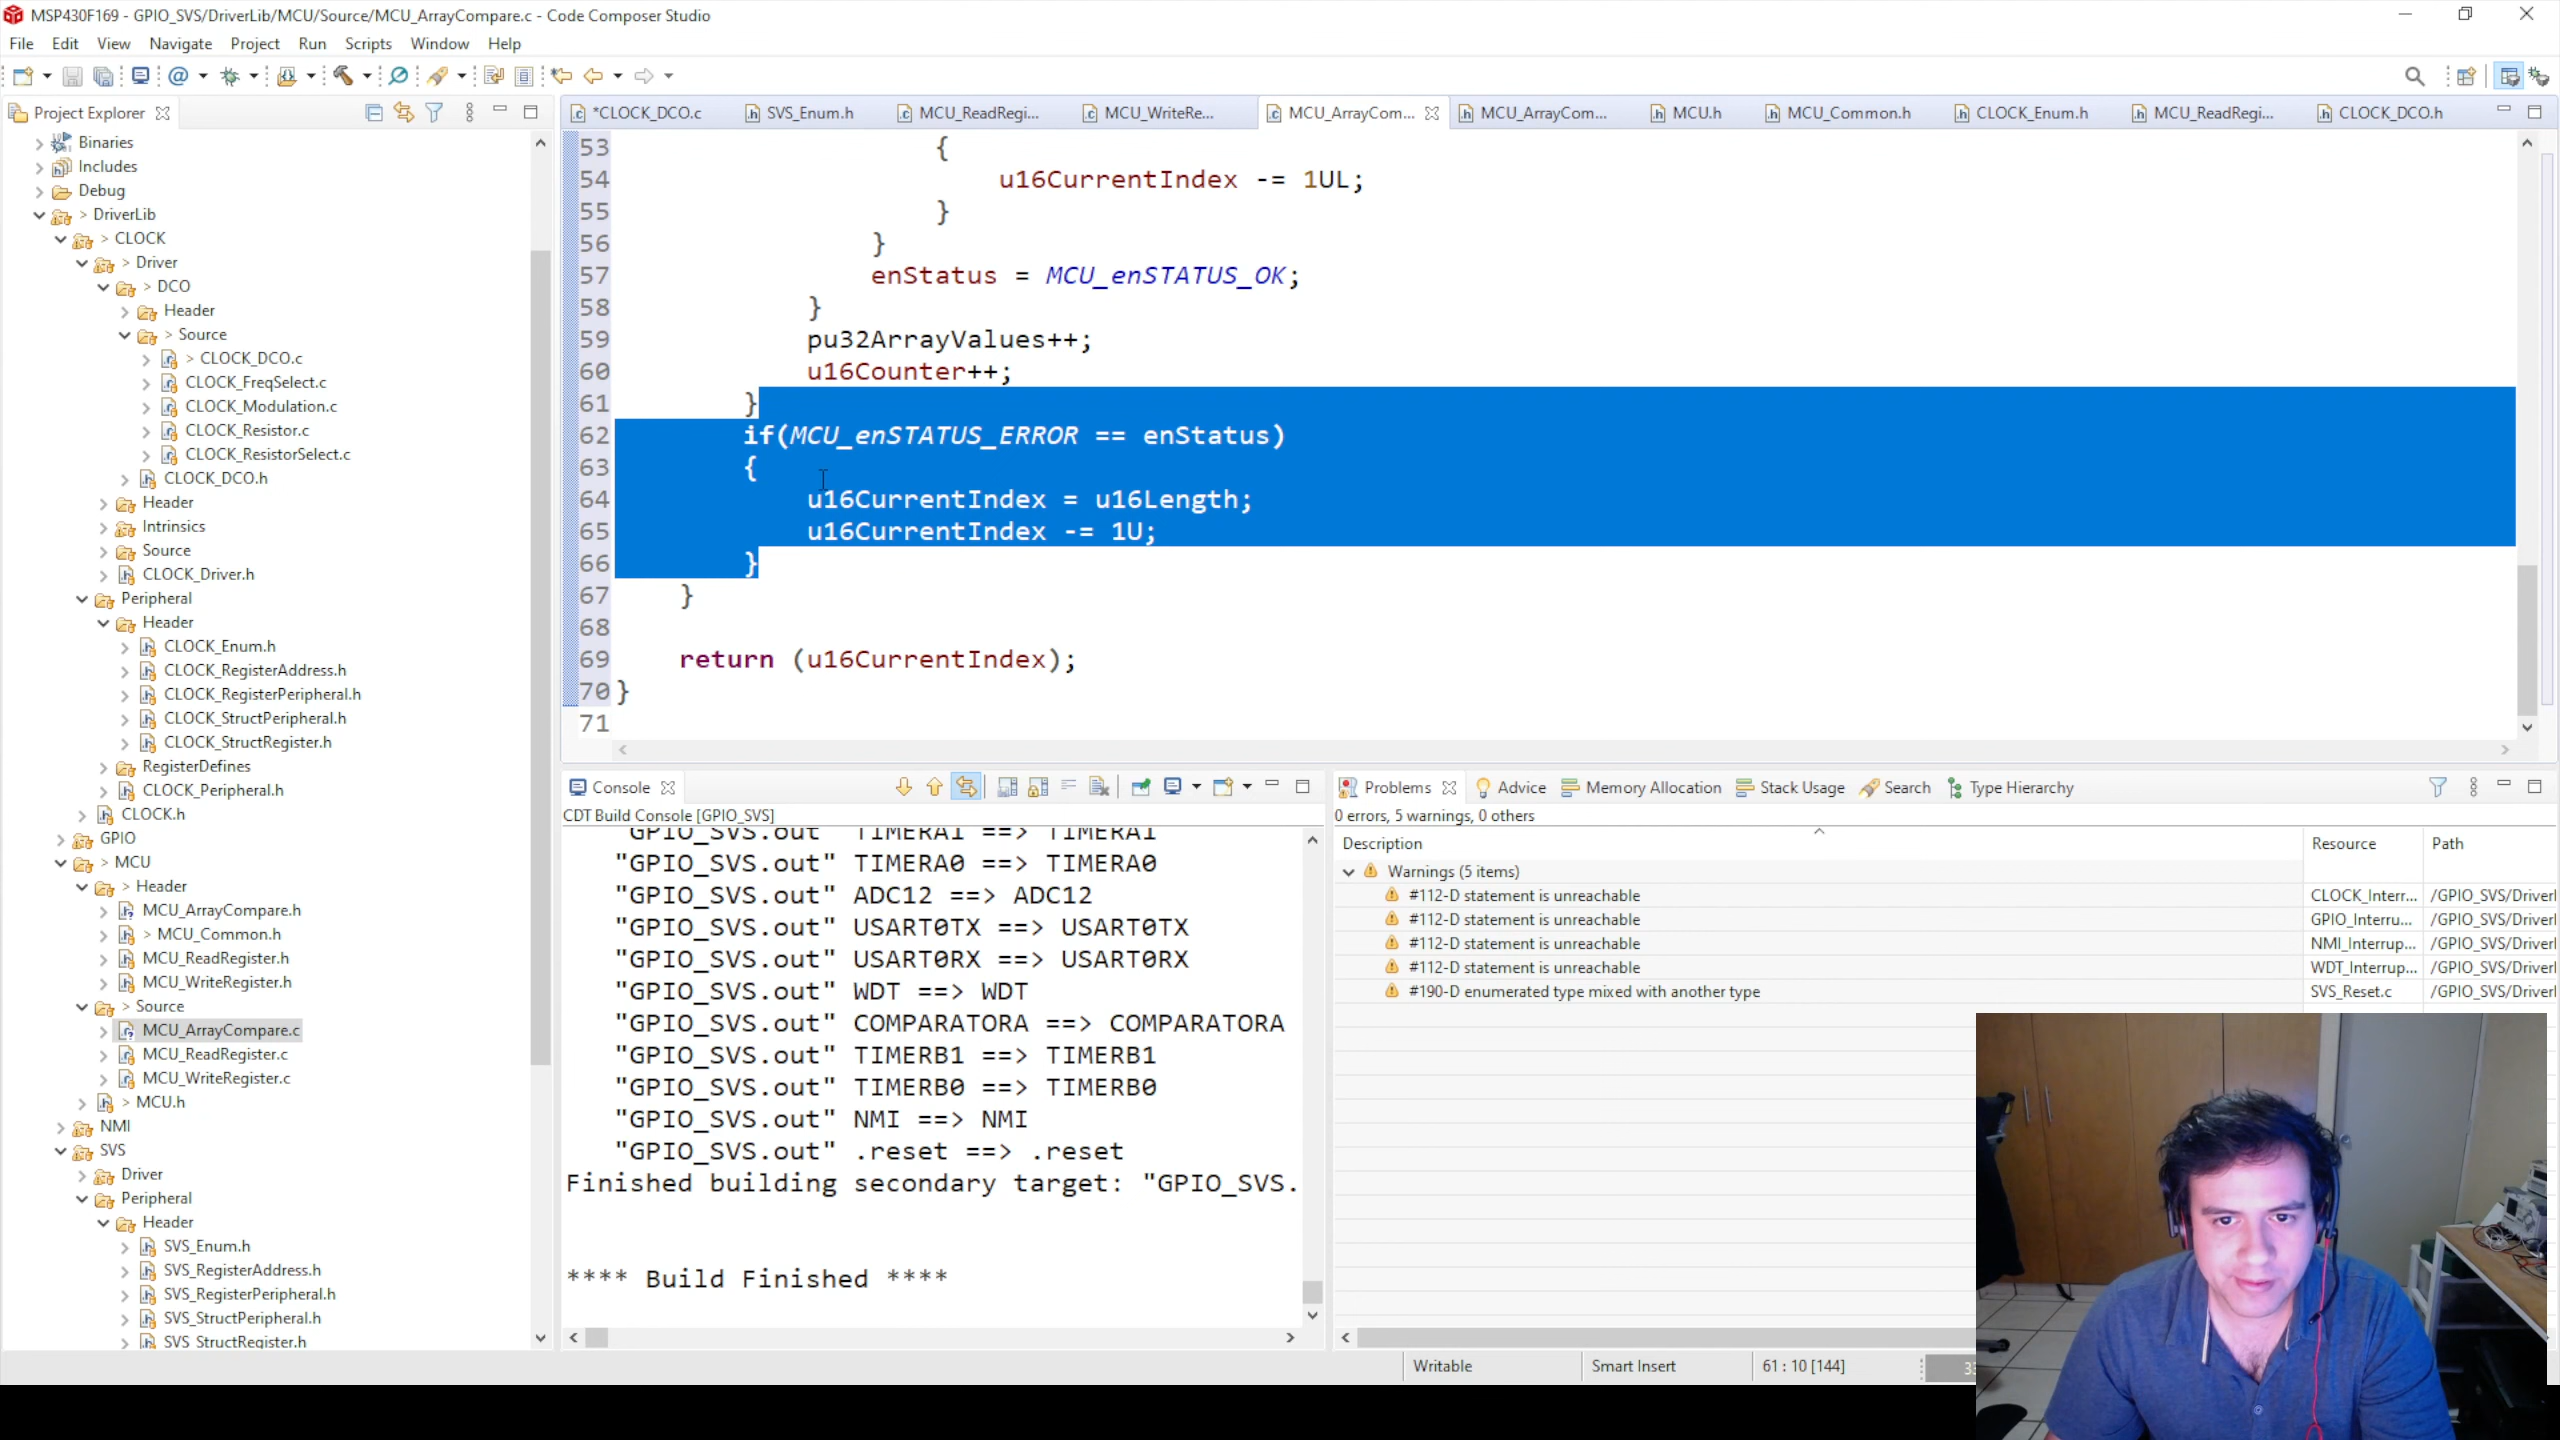 MSP430F169 - GPIO_SVS/DriverLib/MCU/Source/MCU_ArrayCompare.c - Code Composer Studio
File Edit View Navigate Project Run Scripts Window Help
Project Explorer
Binaries
Includes
Debug
> DriverLib
> CLOCK
> Driver
> DCO
Header
> Source
> CLOCK_DCO.c
CLOCK_FreqSelect.c
CLOCK_Modulation.c
CLOCK_Resistor.c
CLOCK_ResistorSelect.c
CLOCK_DCO.h
Header
Intrinsics
Source
CLOCK_Driver.h
Peripheral
Header
CLOCK_Enum.h
CLOCK_RegisterAddress.h
CLOCK_RegisterPeripheral.h
CLOCK_StructPeripheral.h
CLOCK_StructRegister.h
RegisterDefines
CLOCK_Peripheral.h
CLOCK.h
GPIO
> MCU
> Header
MCU_ArrayCompare.h
> MCU_Common.h
MCU_ReadRegister.h
MCU_WriteRegister.h
> Source
MCU_ArrayCompare.c
MCU_ReadRegister.c
MCU_WriteRegister.c
> MCU.h
NMI
SVS
Driver
Peripheral
Header
SVS_Enum.h
SVS_RegisterAddress.h
SVS_RegisterPeripheral.h
SVS_StructPeripheral.h
SVS_StructRegister.h
*CLOCK_DCO.c SVS_Enum.h MCU_ReadRegi... MCU_WriteRe... MCU_ArrayCom... MCU_ArrayCom... MCU.h MCU_Common.h CLOCK_Enum.h MCU_ReadRegi... CLOCK_DCO.h
53 {
54 u16CurrentIndex -= 1UL;
55 }
56 }
57 enStatus = MCU_enSTATUS_OK;
58 }
59 pu32ArrayValues++;
60 u16Counter++;
61 }
62 if(MCU_enSTATUS_ERROR == enStatus)
63 {
64 u16CurrentIndex = u16Length;
65 u16CurrentIndex -= 1U;
66 }
67 }
68
69 return (u16CurrentIndex);
70 }
71
Console
CDT Build Console [GPIO_SVS]
"GPIO_SVS.out" TIMERA1 ==> TIMERA1
"GPIO_SVS.out" TIMERA0 ==> TIMERA0
"GPIO_SVS.out" ADC12 ==> ADC12
"GPIO_SVS.out" USART0TX ==> USART0TX
"GPIO_SVS.out" USART0RX ==> USART0RX
"GPIO_SVS.out" WDT ==> WDT
"GPIO_SVS.out" COMPARATORA ==> COMPARATORA
"GPIO_SVS.out" TIMERB1 ==> TIMERB1
"GPIO_SVS.out" TIMERB0 ==> TIMERB0
"GPIO_SVS.out" NMI ==> NMI
"GPIO_SVS.out" .reset ==> .reset
Finished building secondary target: "GPIO_SVS.
**** Build Finished ****
Problems Advice Memory Allocation Stack Usage Search Type Hierarchy
0 errors, 5 warnings, 0 others
Description Resource Path
Warnings (5 items)
#112-D statement is unreachable CLOCK_Interr... /GPIO_SVS/Driverl
#112-D statement is unreachable GPIO_Interru... /GPIO_SVS/Driverl
#112-D statement is unreachable NMI_Interrup... /GPIO_SVS/Driverl
#112-D statement is unreachable WDT_Interrup... /GPIO_SVS/Driverl
#190-D enumerated type mixed with another type SVS_Reset.c /GPIO_SVS/Driverl
Writable Smart Insert 61 : 10 [144]